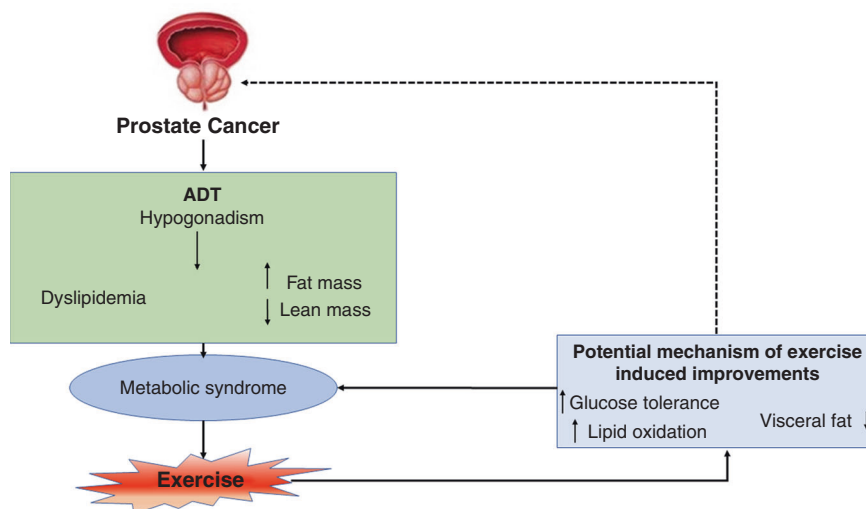 Prostate Cancer
ADT
Hypogonadism
Fat mass
Dyslipidemia
Lean mass
Metabolic syndrome
Exercise
Potential mechanism of exercise
induced improvements
Glucose tolerance
Visceral fat
Lipid oxidation